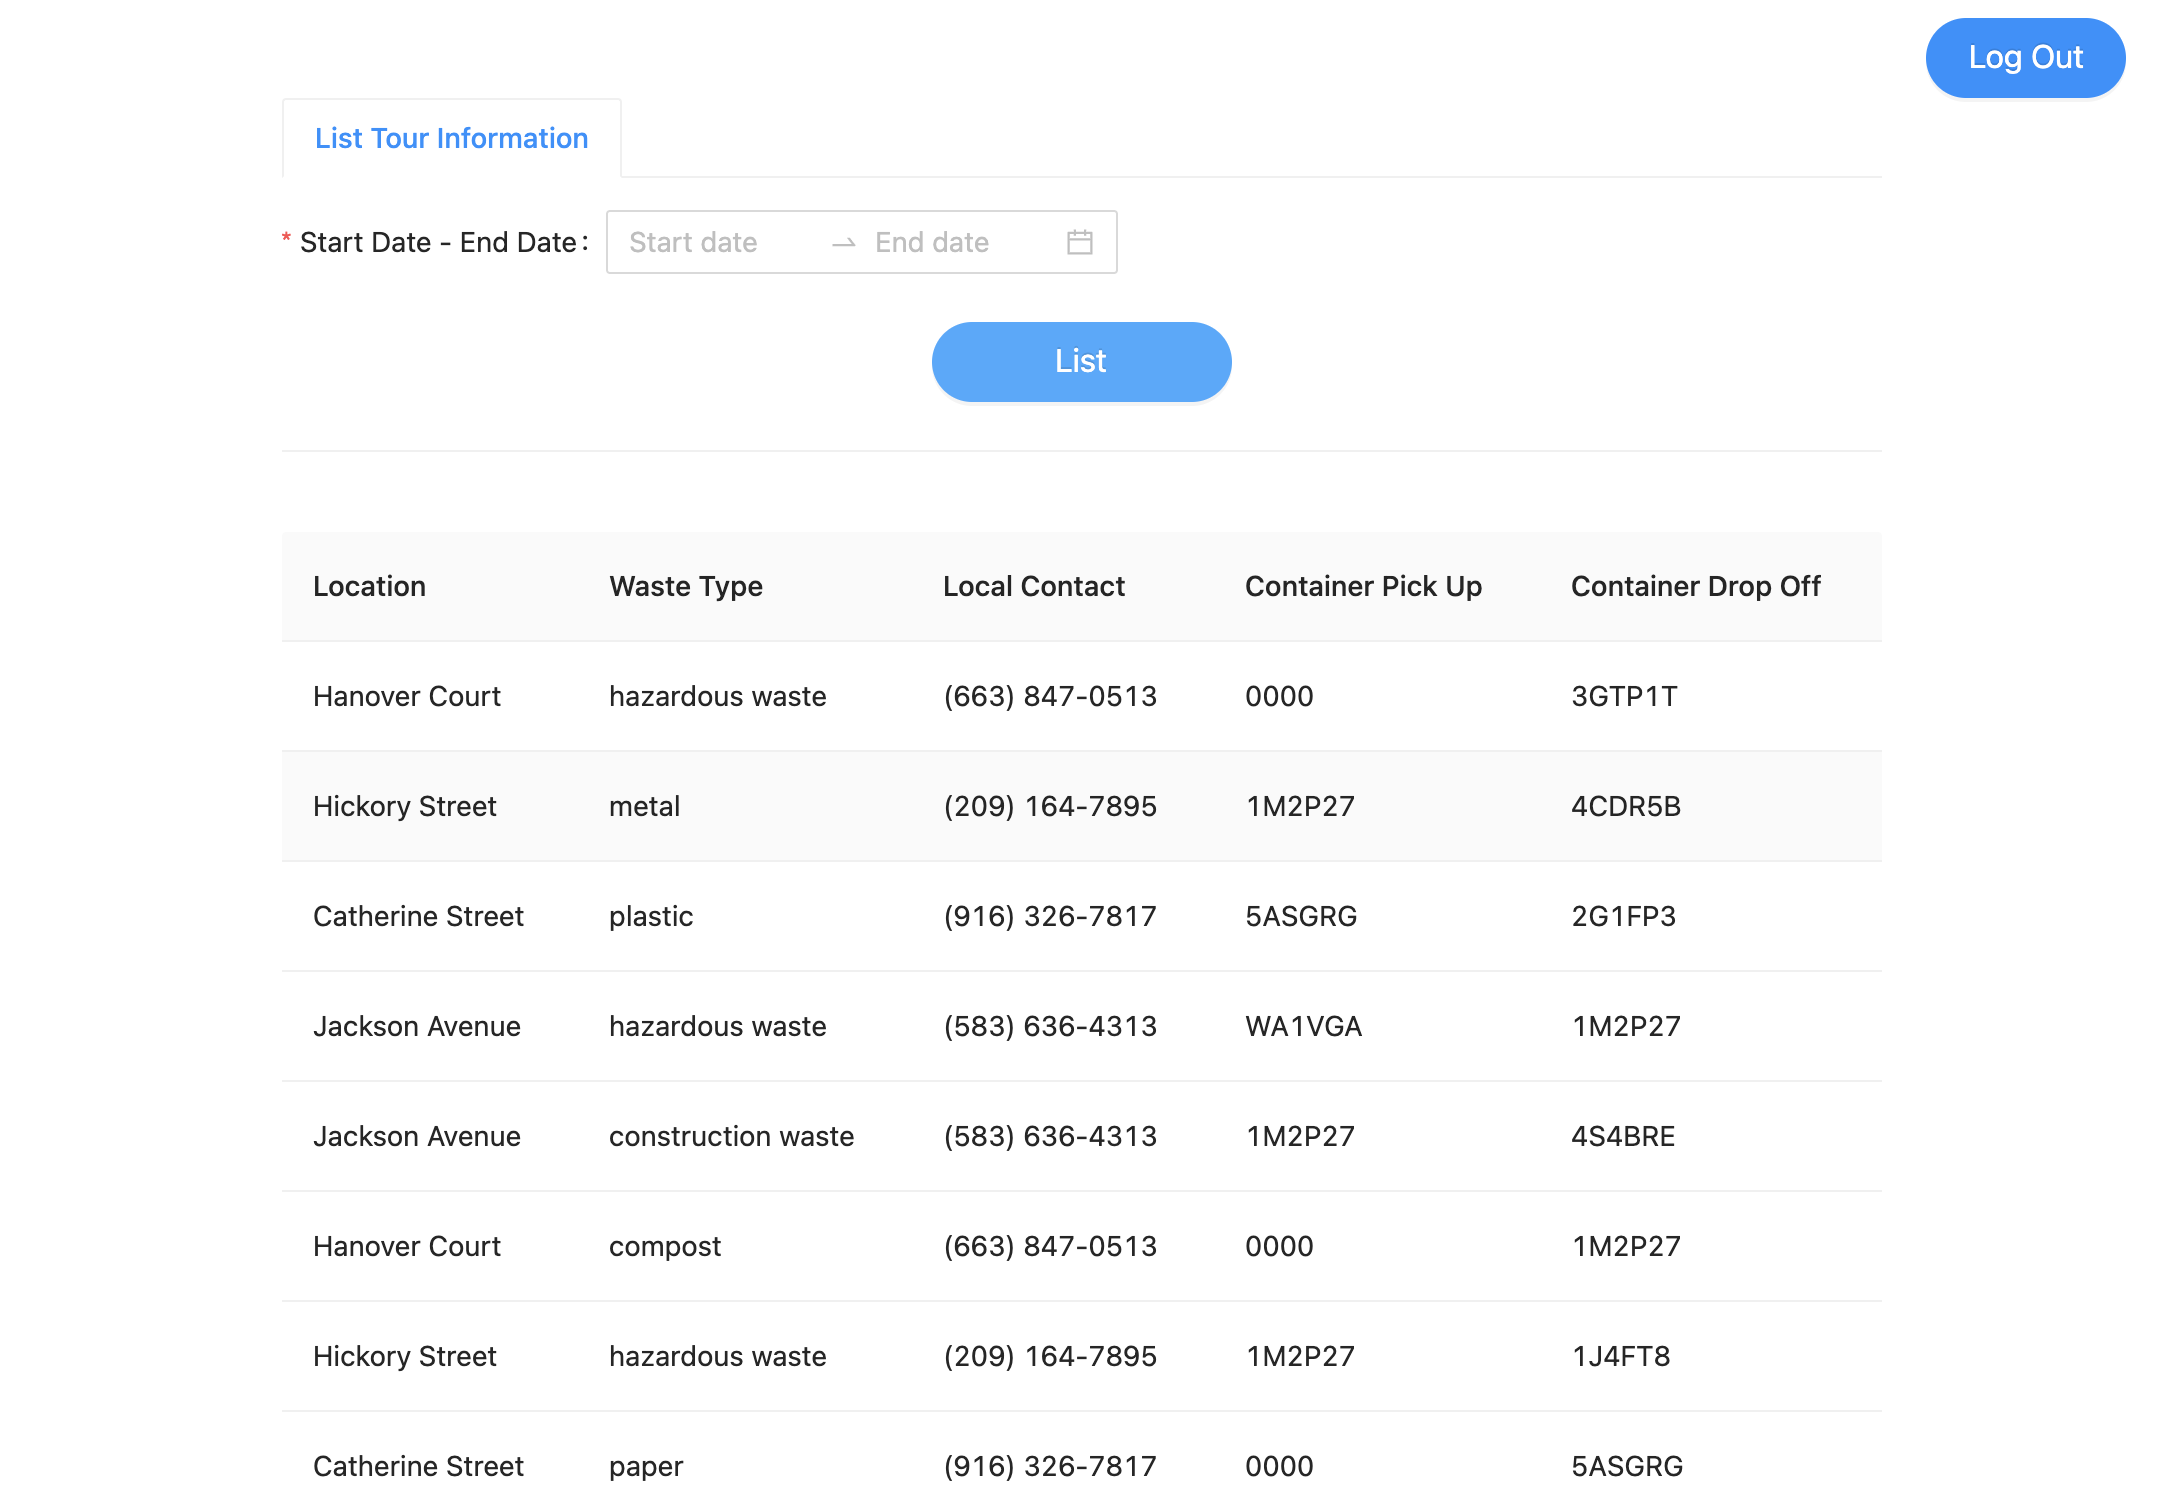 Log Out
List Tour Information
* Start Date - End Date: Start date End date
List
Location Waste Type Local Contact Container Pick Up Container Drop Off
Hanover Court hazardous waste (663) 847-0513 0000 3GTP1T
Hickory Street metal (209) 164-7895 1M2P27 4CDR5B
Catherine Street plastic (916) 326-7817 5ASGRG 2G1FP3
Jackson Avenue hazardous waste (583) 636-4313 WA1VGA 1M2P27
Jackson Avenue construction waste (583) 636-4313 1M2P27 4S4BRE
Hanover Court compost (663) 847-0513 0000 1M2P27
Hickory Street hazardous waste (209) 164-7895 1M2P27 1J4FT8
Catherine Street paper (916) 326-7817 0000 5ASGRG